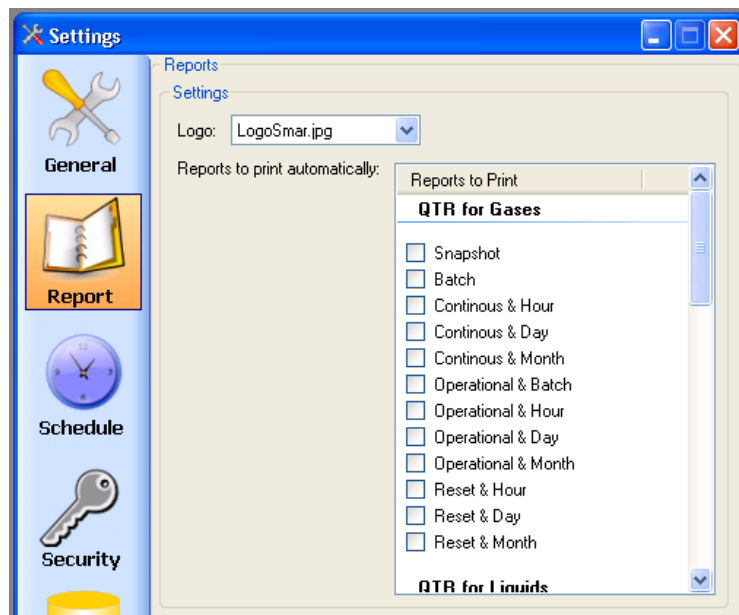 Settings
General
Report
Schedule
Security
Reports
Settings
Logo: LogoSmar.jpg
Reports to print automatically:
Reports to Print
QTR for Gases
Snapshot
Batch
Continous & Hour
Continous & Day
Continous & Month
Operational & Batch
Operational & Hour
Operational & Day
Operational & Month
Reset & Hour
Reset & Day
Reset & Month
QTR for Liquids